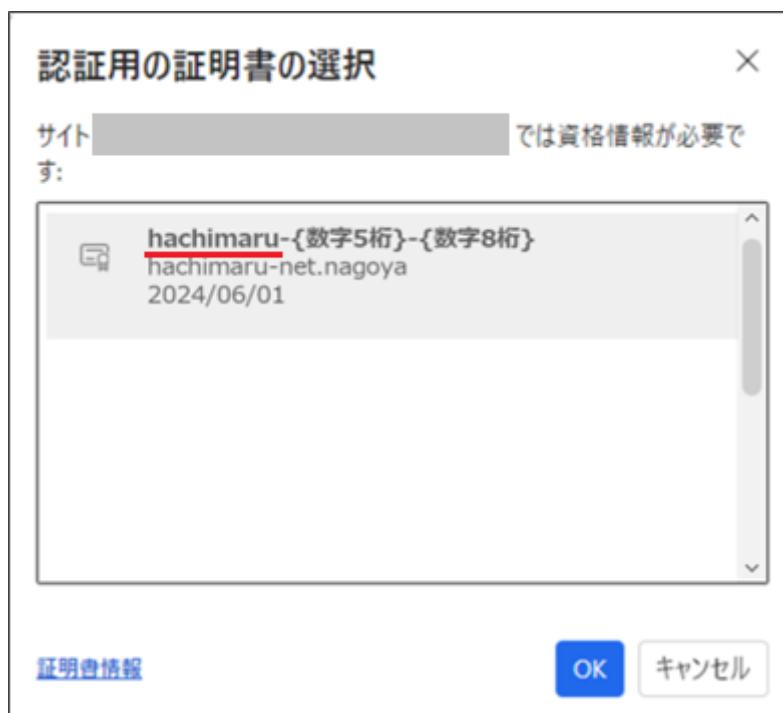 認証用の証明書の選択
サイト では資格情報が必要で
す:
hachimaru-{数字5桁}-{数字8桁}
hachimaru-net.nagoya
2024/06/01
証明書情報
OK
キャンセル